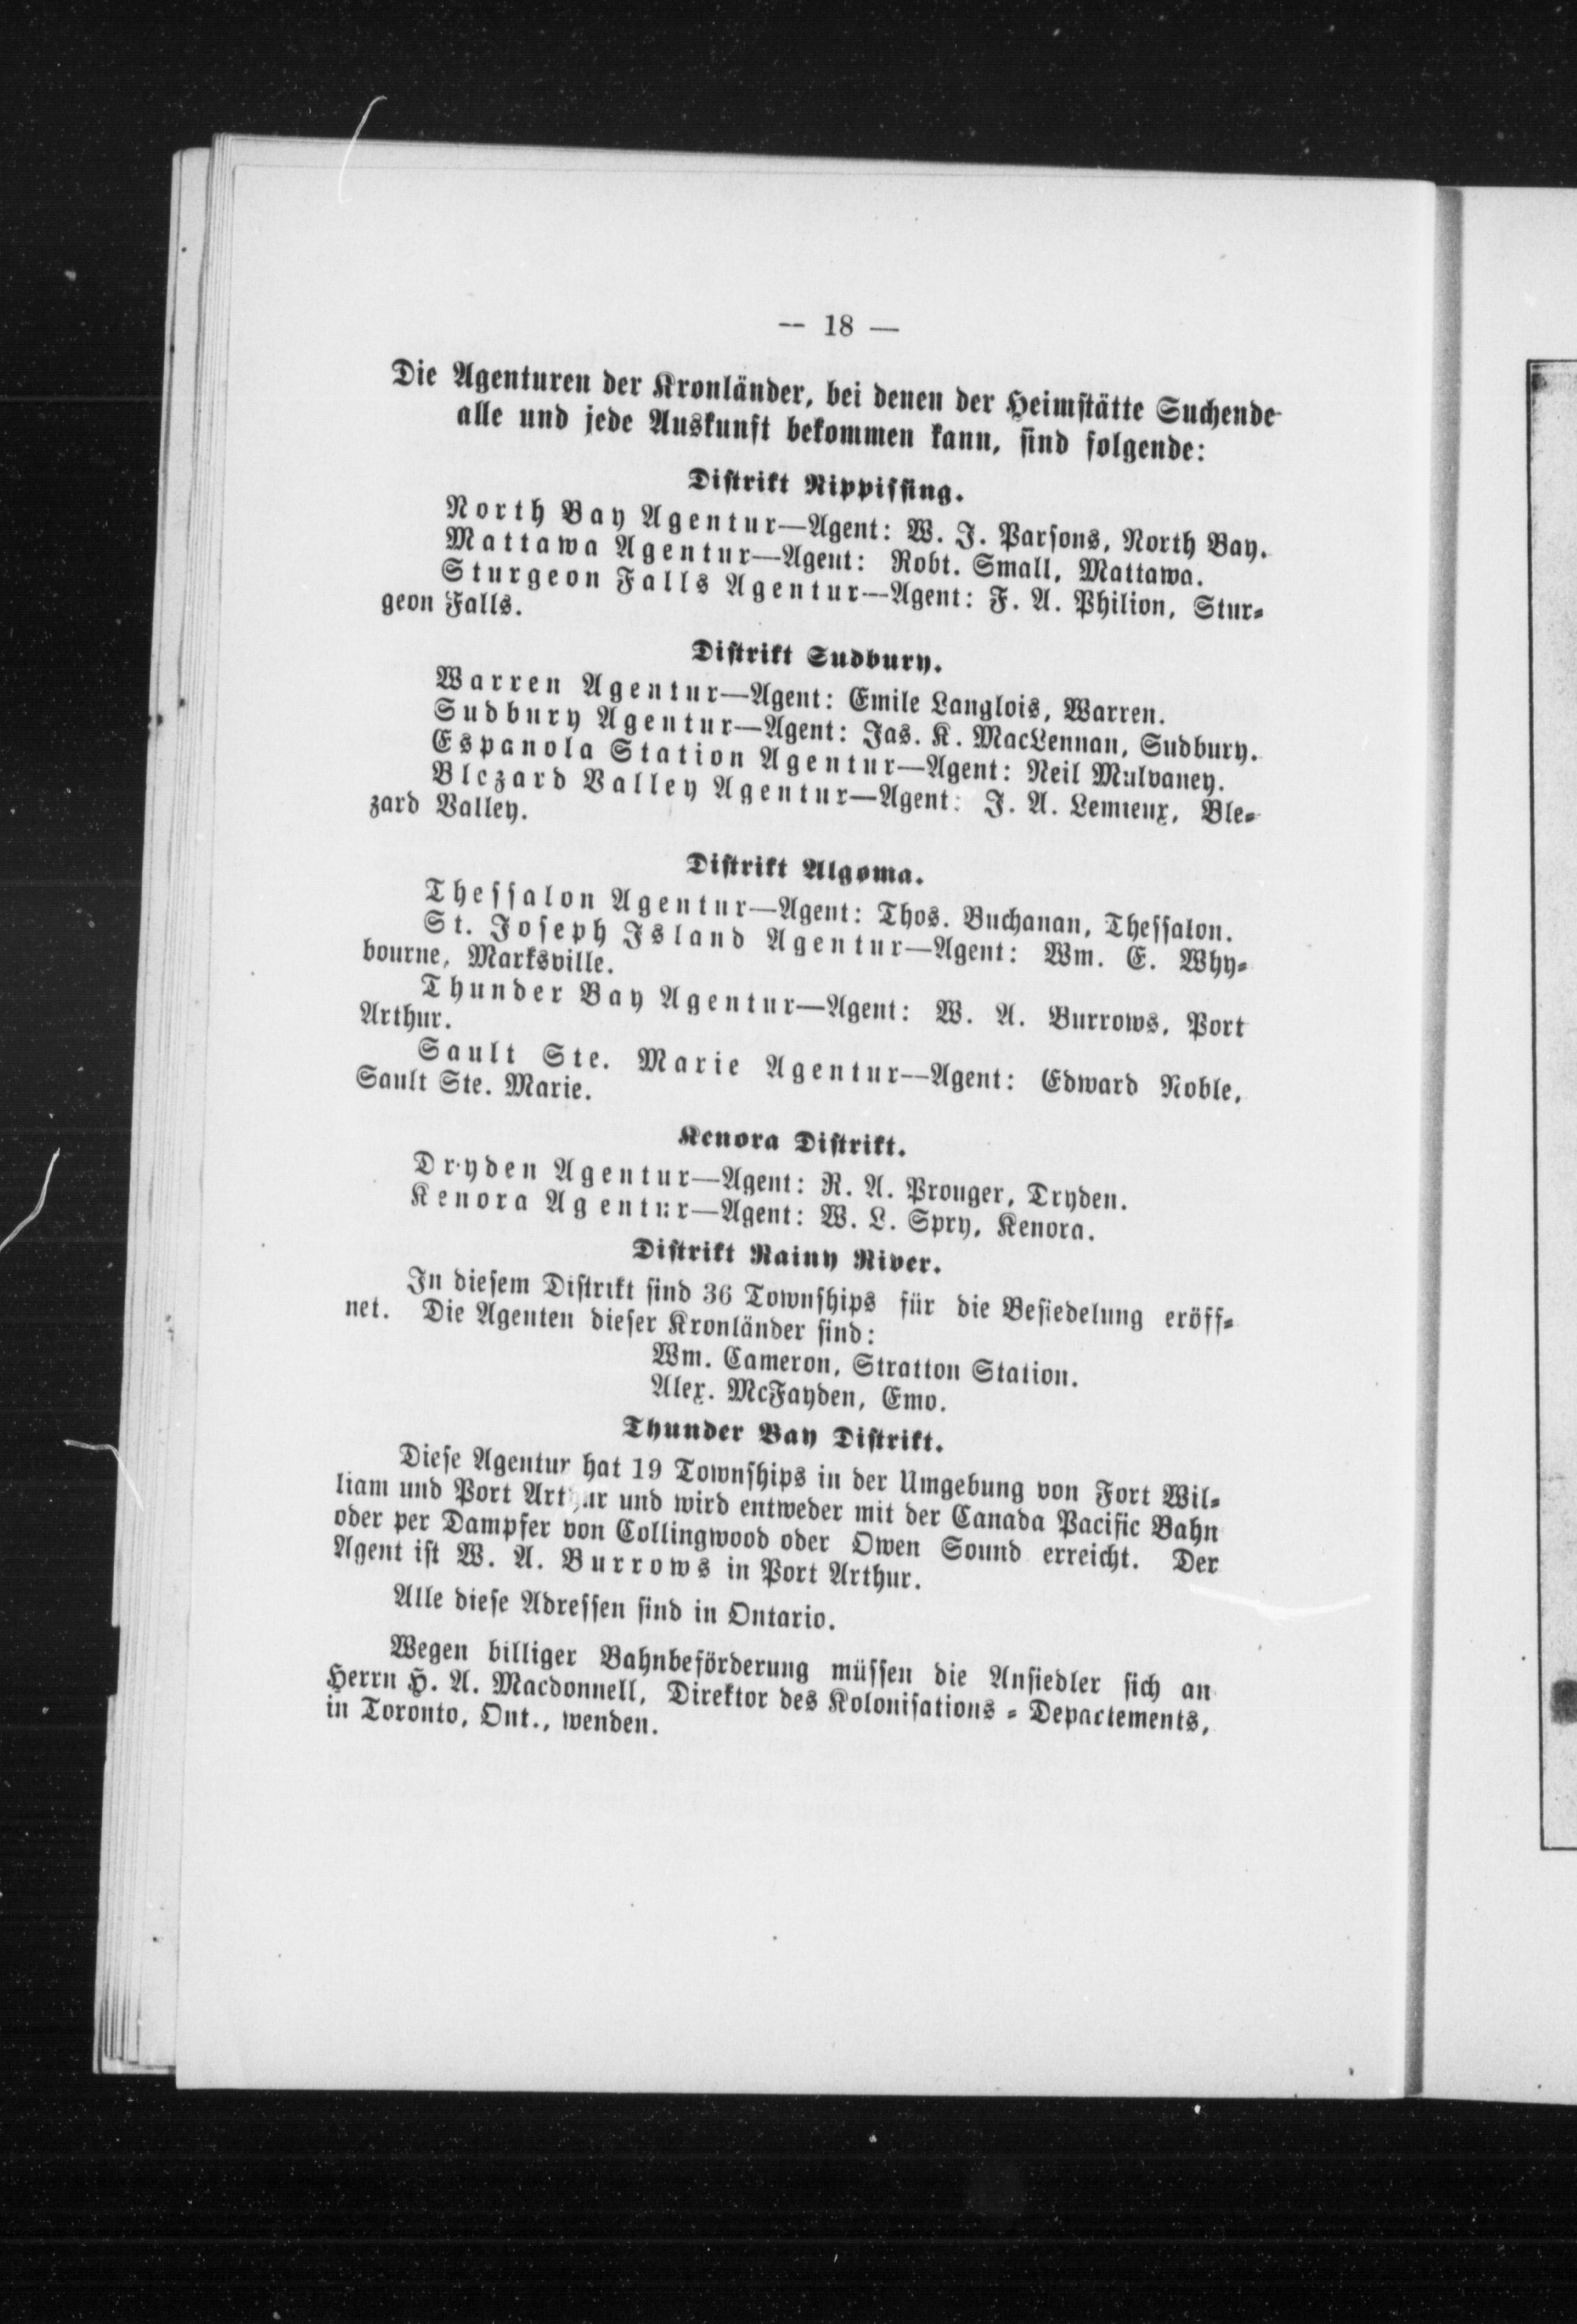 -- 18 —
Die Agenturen der Kronländer, bei denen der Heimstätte Suchende
alle und jede Auskunft bekommen kann, sind folgende:
Distrikt Nippissing.
North Bay Agentur—Agent: W. J. Parsons, North Bay.
Mattawa Agentur—Agent: Robt. Small, Mattawa.
Sturgeon Falls Agentur—Agent: F. A. Philion, Stur-
geon Falls.
Distrikt Sudbury.
Warren Agentur—Agent: Emile Langlois, Warren.
Sudbury Agentur—Agent: Jas. K. MacLennan, Sudbury.
Espanola Station Agentur—Agent: Neil Mulvaney.
Blezard Valley Agentur—Agent: J. A. Lemieux, Ble-
zard Valley.
Distrikt Algoma.
Thessalon Agentur—Agent: Thos. Buchanan, Thessalon.
St. Joseph Island Agentur—Agent: Wm. E. Why-
bourne, Marksville.
Thunder Bay Agentur—Agent: W. A. Burrows, Port
Arthur.
Sault Ste. Marie Agentur—Agent: Edward Noble,
Sault Ste. Marie.
Kenora Distrikt.
Dryden Agentur—Agent: R. A. Prouger, Dryden.
Kenora Agentur—Agent: W. L. Spry, Kenora.
Distrikt Rainy River.
In diesem Distrikt sind 36 Townships für die Besiedelung eröff-
net. Die Agenten dieser Kronländer sind:
Wm. Cameron, Stratton Station.
Alex. McFayden, Emo.
Thunder Bay Distrikt.
Diese Agentur hat 19 Townships in der Umgebung von Fort Wil-
liam und Port Arthur und wird entweder mit der Canada Pacific Bahn
oder per Dampfer von Collingwood oder Owen Sound erreicht. Der
Agent ist W. A. Burrows in Port Arthur.
Alle diese Adressen sind in Ontario.
Wegen billiger Bahnbeförderung müssen die Ansiedler sich an
Herrn H. A. Macdonnell, Direktor des Kolonisations - Departements,
in Toronto, Ont., wenden.